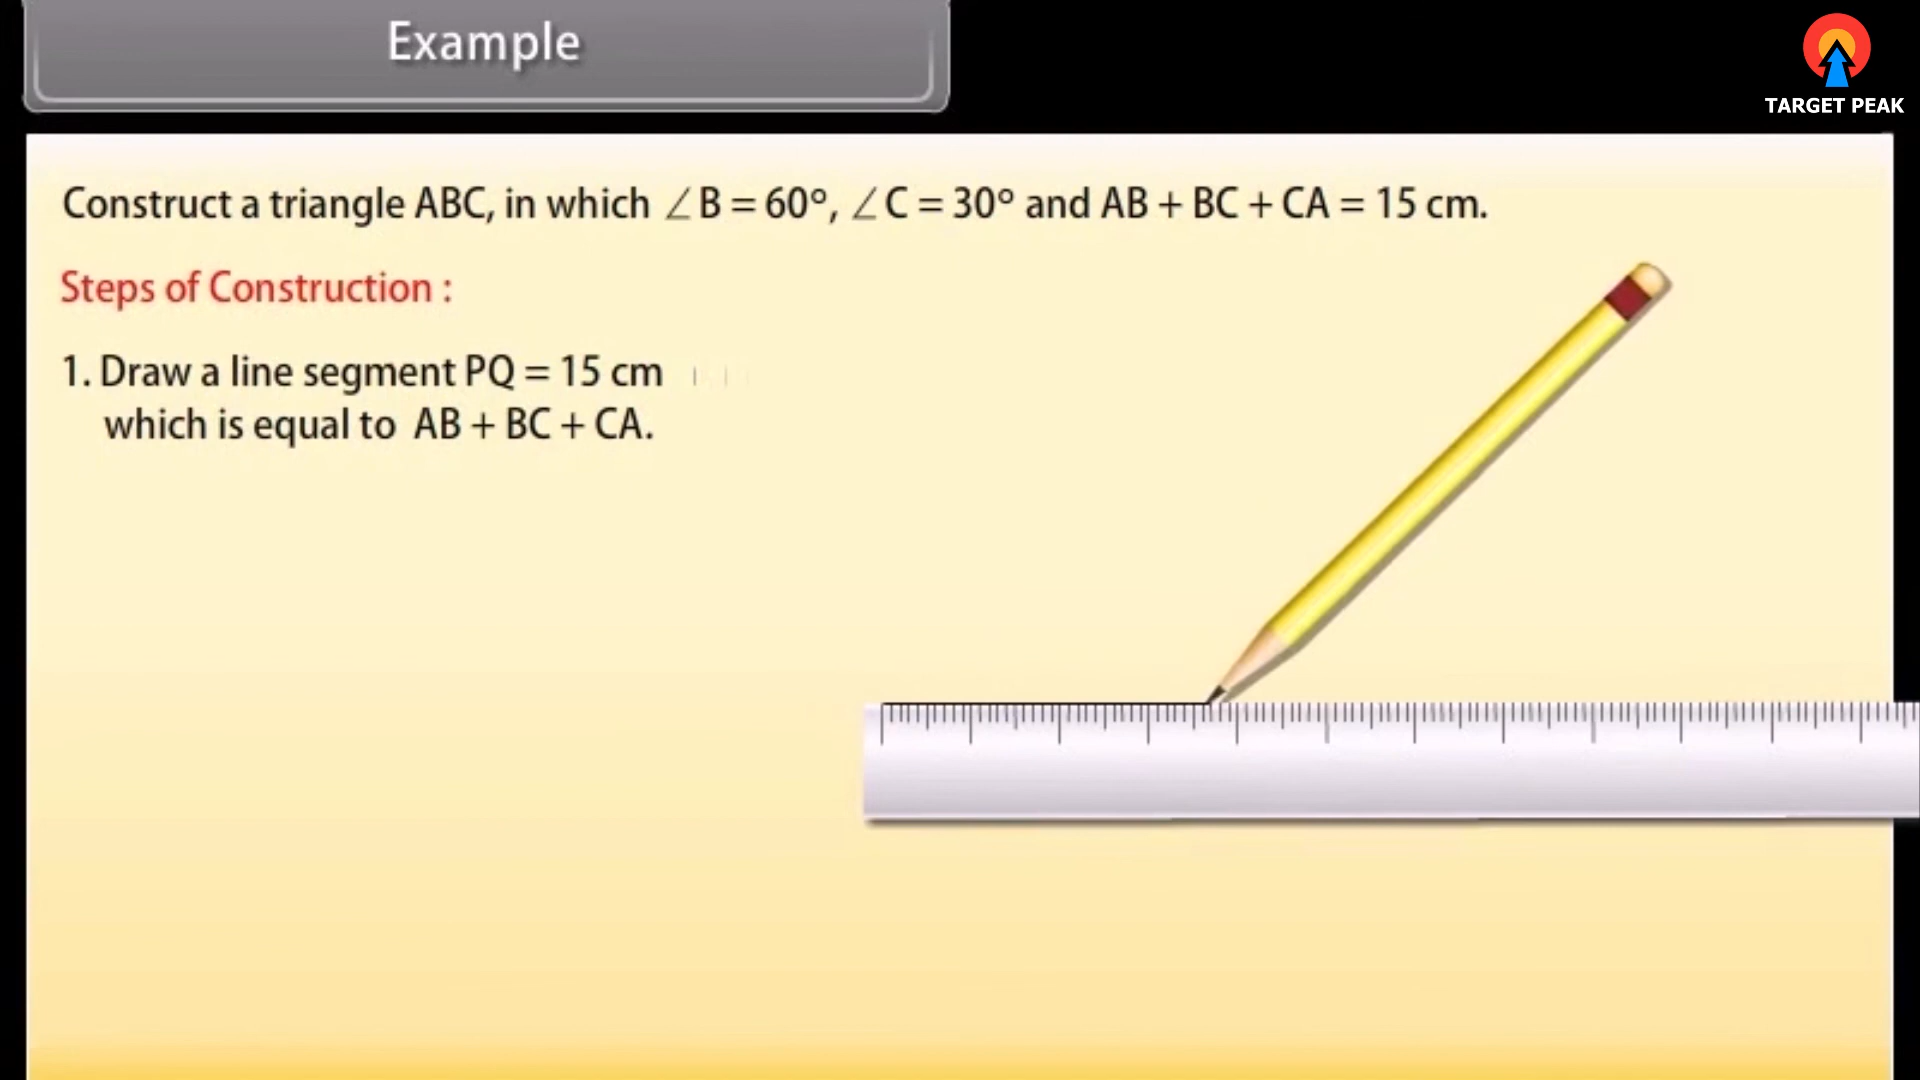 Example
TARGET PEAK
Construct a triangle ABC, in which ∠B = 60°, ∠C = 30° and AB + BC + CA = 15 cm.
Steps of Construction :
1. Draw a line segment PQ = 15 cm
which is equal to AB + BC + CA.